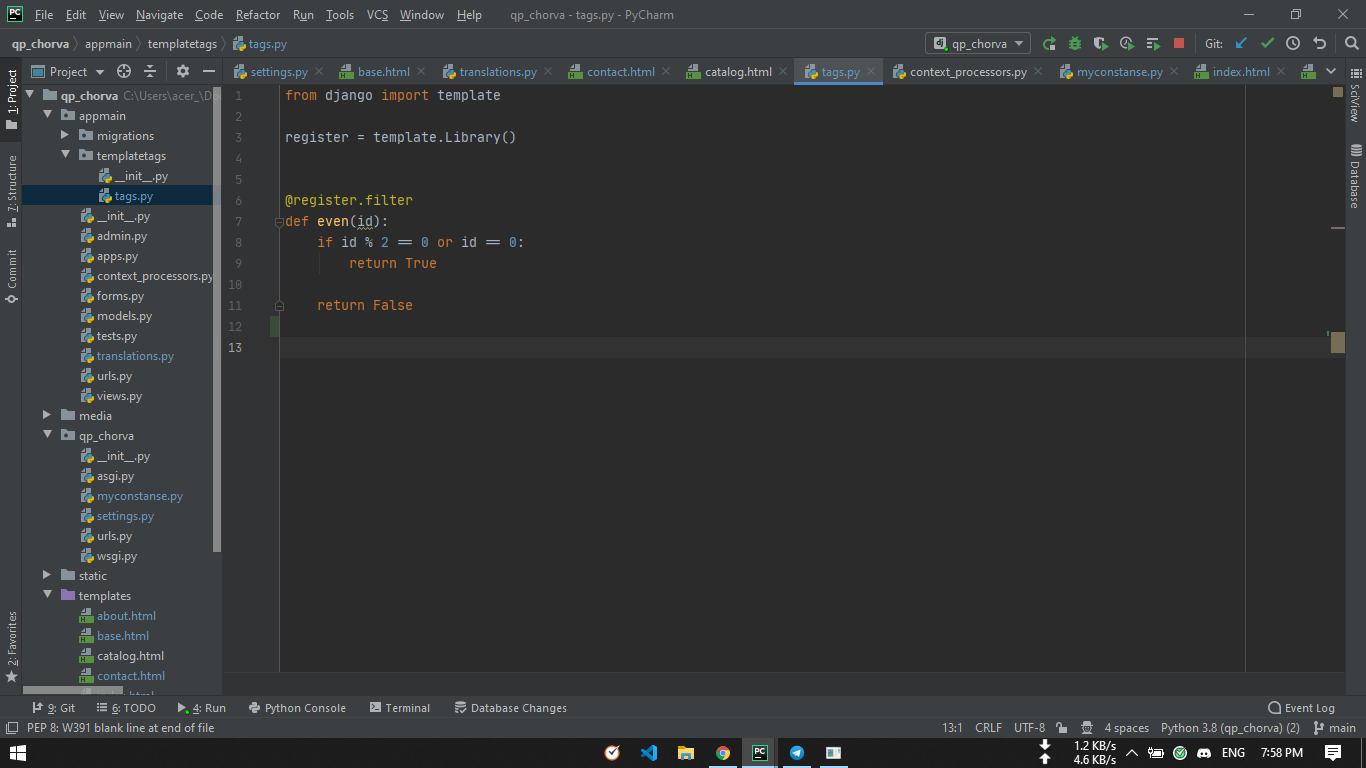 File Edit View Navigate Code Refactor Run Tools VCS Window Help qp_chorva - tags.py - PyCharm
qp_chorva appmain templatetags tags.py qp_chorva Git:
Project
settings.py base.html translations.py contact.html catalog.html tags.py context_processors.py myconstanse.py index.html
1: Project
7: Structure
Commit
2: Favorites
qp_chorva C:\Users\acer_\Do
appmain
migrations
templatetags
__init__.py
tags.py
__init__.py
admin.py
apps.py
context_processors.py
forms.py
models.py
tests.py
translations.py
urls.py
views.py
media
qp_chorva
__init__.py
asgi.py
myconstanse.py
settings.py
urls.py
wsgi.py
static
templates
about.html
base.html
catalog.html
contact.html
1 from django import template
2
3 register = template.Library()
4
5
6 @register.filter
7 def even(id):
8 if id % 2 == 0 or id == 0:
9 return True
10
11 return False
12
13
SciView
Database
9: Git 6: TODO 4: Run Python Console Terminal Database Changes Event Log
PEP 8: W391 blank line at end of file 13:1 CRLF UTF-8 4 spaces Python 3.8 (qp_chorva) (2) main
1.2 KB/s
4.6 KB/s
ENG 7:58 PM